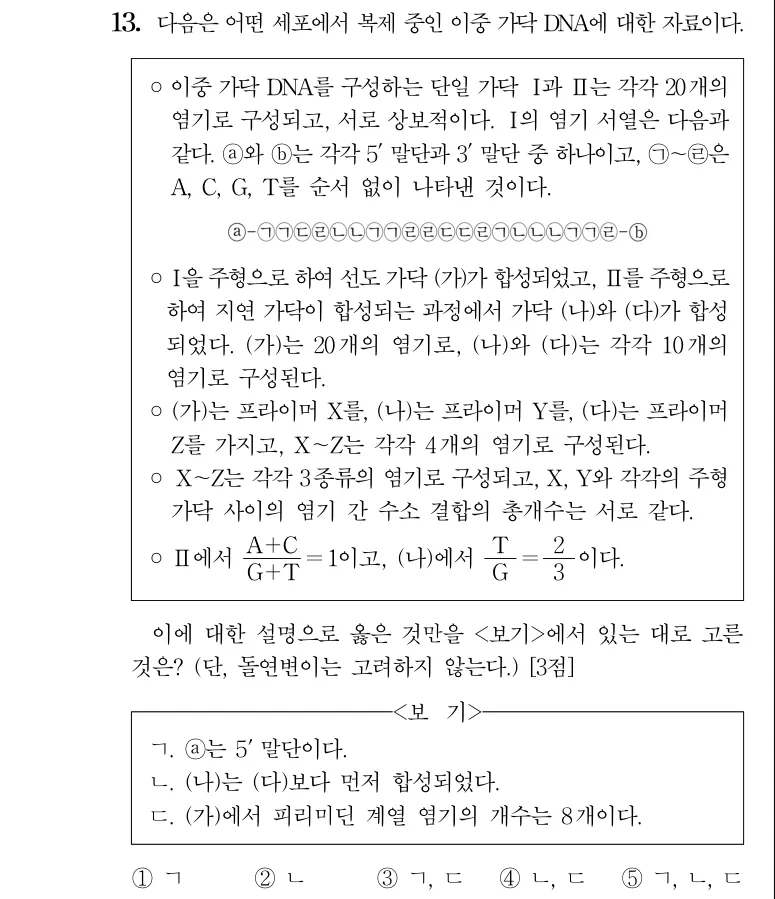 13. 다음은 어떤 세포에서 복제 중인 이중 가닥 DNA에 대한 자료이다.
○ 이중 가닥 DNA를 구성하는 단일 가닥 Ⅰ과 Ⅱ는 각각 20개의
염기로 구성되고, 서로 상보적이다. Ⅰ의 염기 서열은 다음과
같다. ⓐ와 ⓑ는 각각 5′ 말단과 3′ 말단 중 하나이고, ㉠~㉣은
A, C, G, T를 순서 없이 나타낸 것이다.
ⓐ-㉠㉠㉢㉣㉡㉡㉠㉠㉣㉣㉢㉢㉣㉠㉡㉡㉡㉠㉠㉣-ⓑ
○ Ⅰ을 주형으로 하여 선도 가닥 (가)가 합성되었고, Ⅱ를 주형으로
하여 지연 가닥이 합성되는 과정에서 가닥 (나)와 (다)가 합성
되었다. (가)는 20개의 염기로, (나)와 (다)는 각각 10개의
염기로 구성된다.
○ (가)는 프라이머 X를, (나)는 프라이머 Y를, (다)는 프라이머
Z를 가지고, X~Z는 각각 4개의 염기로 구성된다.
○ X~Z는 각각 3종류의 염기로 구성되고, X, Y와 각각의 주형
가닥 사이의 염기 간 수소 결합의 총개수는 서로 같다.
○ Ⅱ에서 A+C/G+T=1이고, (나)에서 T/G=2/3이다.
이에 대한 설명으로 옳은 것만을 <보기>에서 있는 대로 고른
것은? (단, 돌연변이는 고려하지 않는다.) [3점]
<보 기>
ㄱ. ⓐ는 5′ 말단이다.
ㄴ. (나)는 (다)보다 먼저 합성되었다.
ㄷ. (가)에서 피리미딘 계열 염기의 개수는 8개이다.
① ㄱ ② ㄴ ③ ㄱ, ㄷ ④ ㄴ, ㄷ ⑤ ㄱ, ㄴ, ㄷ